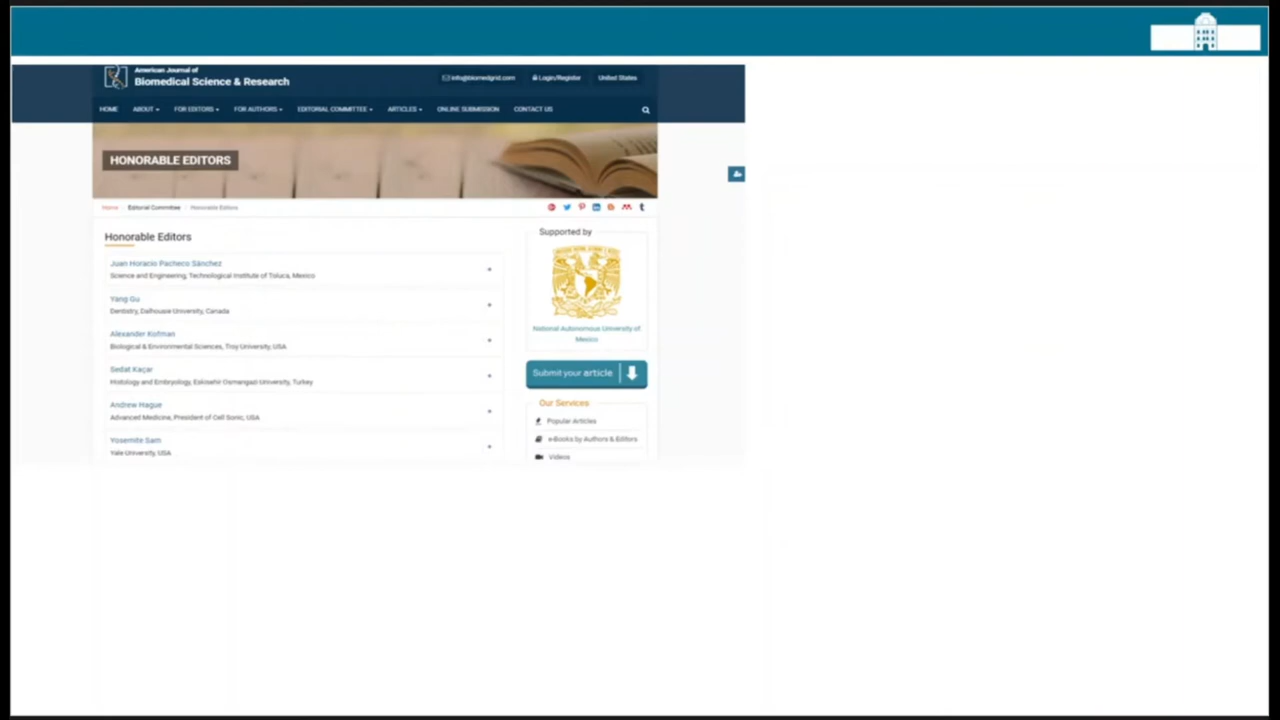 American Journal of
Biomedical Science & Research
info@biomedgrid.com
Login/Register
United States
HOME
ABOUT
FOR EDITORS
FOR AUTHORS
EDITORIAL COMMITTEE
ARTICLES
ONLINE SUBMISSION
CONTACT US
HONORABLE EDITORS
Home / Editorial Committee / Honorable Editors
Honorable Editors
Juan Horacio Pacheco Sánchez
Science and Engineering, Technological Institute of Toluca, Mexico
Yang Gu
Dentistry, Dalhousie University, Canada
Alexander Kofman
Biological & Environmental Sciences, Troy University, USA
Sedat Kaçar
Histology and Embryology, Eskisehir Osmangazi University, Turkey
Andrew Hague
Advanced Medicine, President of Cell Sonic, USA
Yosemite Sam
Yale University, USA
Supported by
National Autonomous University of
Mexico
Submit your article
Our Services
Popular Articles
e-Books by Authors & Editors
Videos